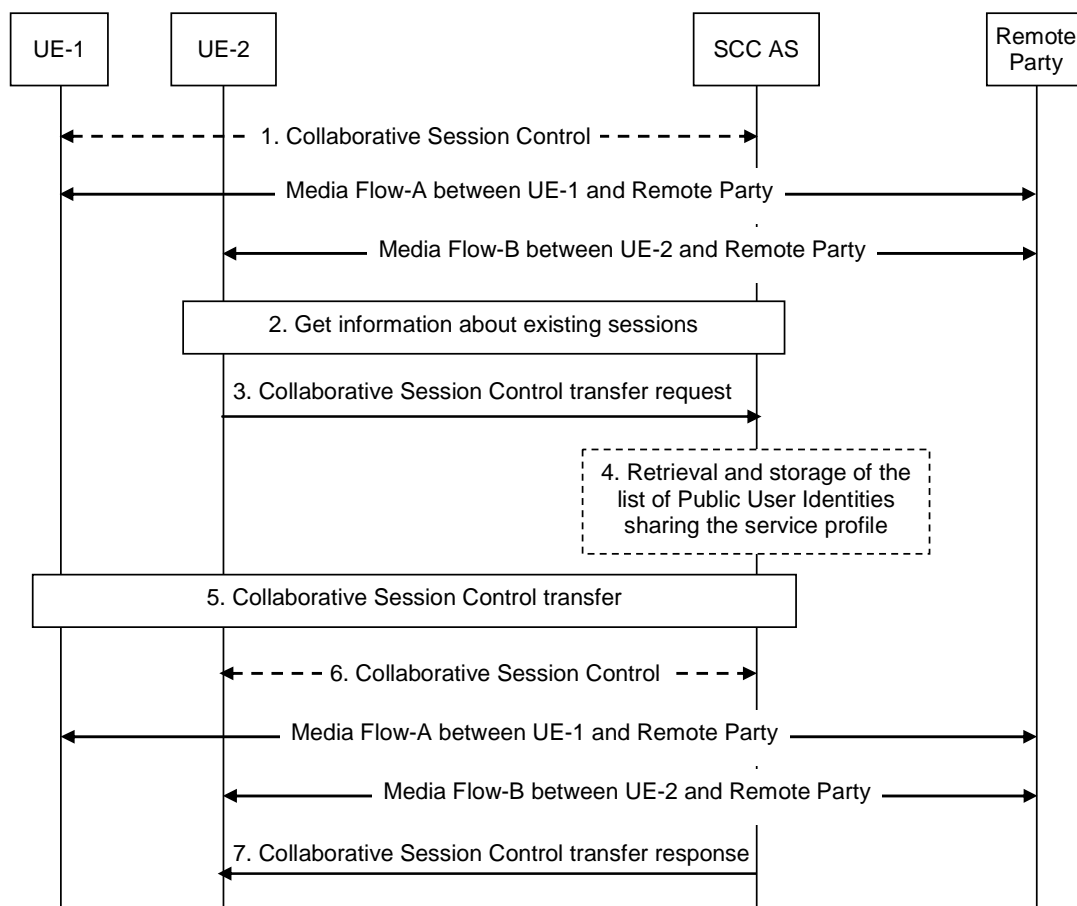 UE-1
UE-2
SCC AS
Remote
Party
1. Collaborative Session Control
Media Flow-A between UE-1 and Remote Party
Media Flow-B between UE-2 and Remote Party
2. Get information about existing sessions
3. Collaborative Session Control transfer request
4. Retrieval and storage of the
list of Public User Identities
sharing the service profile
5. Collaborative Session Control transfer
6. Collaborative Session Control
Media Flow-A between UE-1 and Remote Party
Media Flow-B between UE-2 and Remote Party
7. Collaborative Session Control transfer response